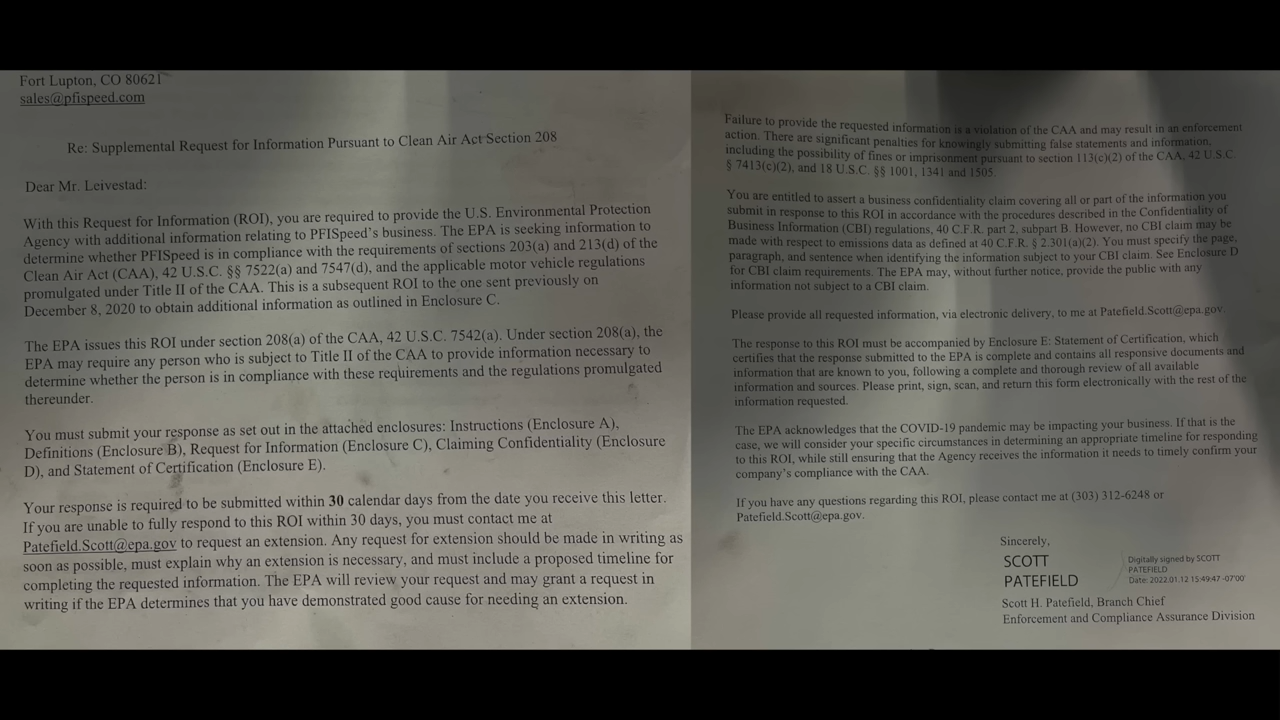 Fort Lupton, CO 80621
sales@pfispeed.com
Re: Supplemental Request for Information Pursuant to Clean Air Act Section 208
Dear Mr. Leivestad:
With this Request for Information (ROI), you are required to provide the U.S. Environmental Protection
Agency with additional information relating to PFISpeed's business. The EPA is seeking information to
determine whether PFISpeed is in compliance with the requirements of sections 203(a) and 213(d) of the
Clean Air Act (CAA), 42 U.S.C. §§ 7522(a) and 7547(d), and the applicable motor vehicle regulations
promulgated under Title II of the CAA. This is a subsequent ROI to the one sent previously on
December 8, 2020 to obtain additional information as outlined in Enclosure C.
The EPA issues this ROI under section 208(a) of the CAA, 42 U.S.C. 7542(a). Under section 208(a), the
EPA may require any person who is subject to Title II of the CAA to provide information necessary to
determine whether the person is in compliance with these requirements and the regulations promulgated
thereunder.
You must submit your response as set out in the attached enclosures: Instructions (Enclosure A),
Definitions (Enclosure B), Request for Information (Enclosure C), Claiming Confidentiality (Enclosure
D), and Statement of Certification (Enclosure E).
Your response is required to be submitted within 30 calendar days from the date you receive this letter.
If you are unable to fully respond to this ROI within 30 days, you must contact me at
Patefield.Scott@epa.gov to request an extension. Any request for extension should be made in writing as
soon as possible, must explain why an extension is necessary, and must include a proposed timeline for
completing the requested information. The EPA will review your request and may grant a request in
writing if the EPA determines that you have demonstrated good cause for needing an extension.
Failure to provide the requested information is a violation of the CAA and may result in an enforcement
action. There are significant penalties for knowingly submitting false statements and information,
including the possibility of fines or imprisonment pursuant to section 113(c)(2) of the CAA, 42 U.S.C.
§ 7413(c)(2), and 18 U.S.C. §§ 1001, 1341 and 1505.
You are entitled to assert a business confidentiality claim covering all or part of the information you
submit in response to this ROI in accordance with the procedures described in the Confidentiality of
Business Information (CBI) regulations, 40 C.F.R. part 2, subpart B. However, no CBI claim may be
made with respect to emissions data as defined at 40 C.F.R. § 2.301(a)(2). You must specify the page,
paragraph, and sentence when identifying the information subject to your CBI claim. See Enclosure D
for CBI claim requirements. The EPA may, without further notice, provide the public with any
information not subject to a CBI claim.
Please provide all requested information, via electronic delivery, to me at Patefield.Scott@epa.gov.
The response to this ROI must be accompanied by Enclosure E: Statement of Certification, which
certifies that the response submitted to the EPA is complete and contains all responsive documents and
information that are known to you, following a complete and thorough review of all available
information and sources. Please print, sign, scan, and return this form electronically with the rest of the
information requested.
The EPA acknowledges that the COVID-19 pandemic may be impacting your business. If that is the
case, we will consider your specific circumstances in determining an appropriate timeline for responding
to this ROI, while still ensuring that the Agency receives the information it needs to timely confirm your
company's compliance with the CAA.
If you have any questions regarding this ROI, please contact me at (303) 312-6248 or
Patefield.Scott@epa.gov.
Sincerely,
SCOTT
PATEFIELD
Digitally signed by SCOTT
PATEFIELD
Date: 2022.01.12 15:49:47 -07'00'
Scott H. Patefield, Branch Chief
Enforcement and Compliance Assurance Division